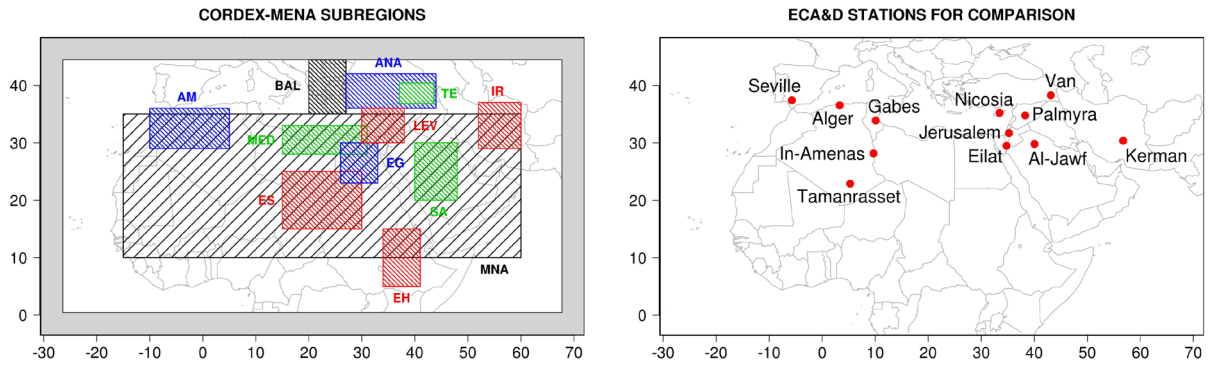 CORDEX-MENA SUBREGIONS
ANA
BAL
TE
AM
IR
MED
LEV
EG
ES
SA
MNA
EH
40
30
20
10
0
-30 -20 -10 0 10 20 30 40 50 60 70
ECA&D STATIONS FOR COMPARISON
Van
Seville
Nicosia
Gabes
Palmyra
Alger
Jerusalem
In-Amenas
Eilat
Al-Jawf
Kerman
Tamanrasset
40
30
20
10
0
-30 -20 -10 0 10 20 30 40 50 60 70